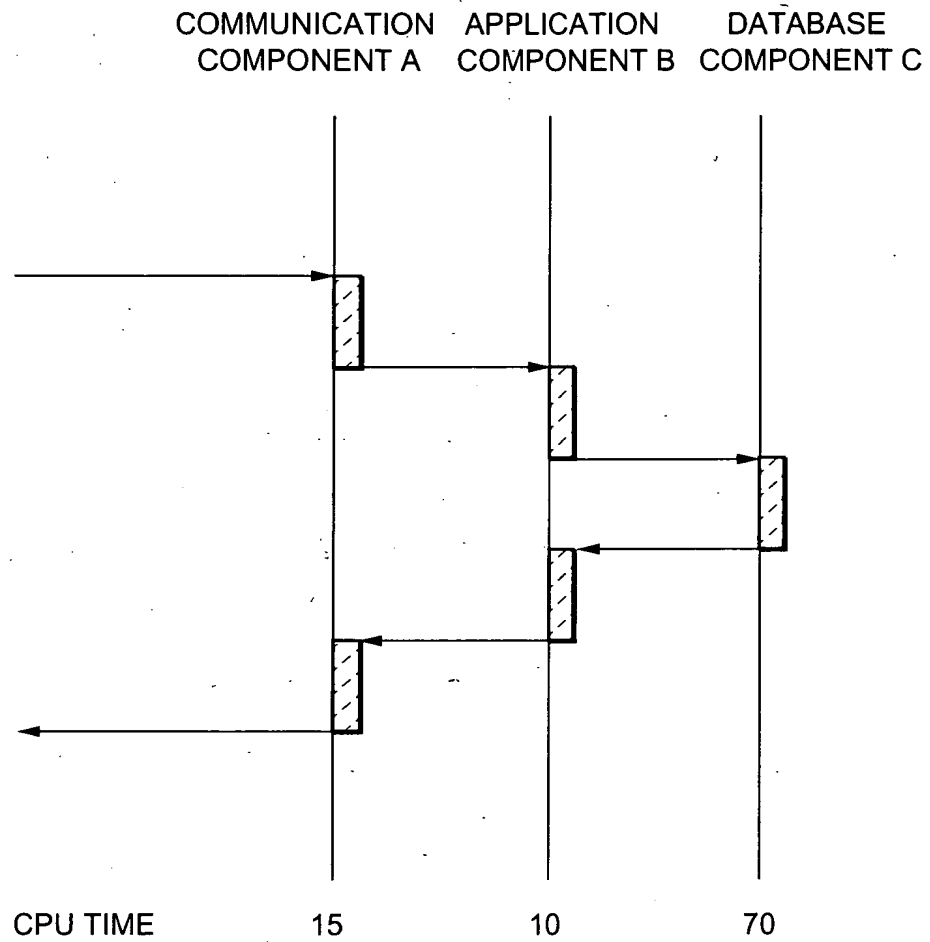 COMMUNICATION APPLICATION DATABASE
COMPONENT A COMPONENT B COMPONENT C
CPU TIME 15 10 70